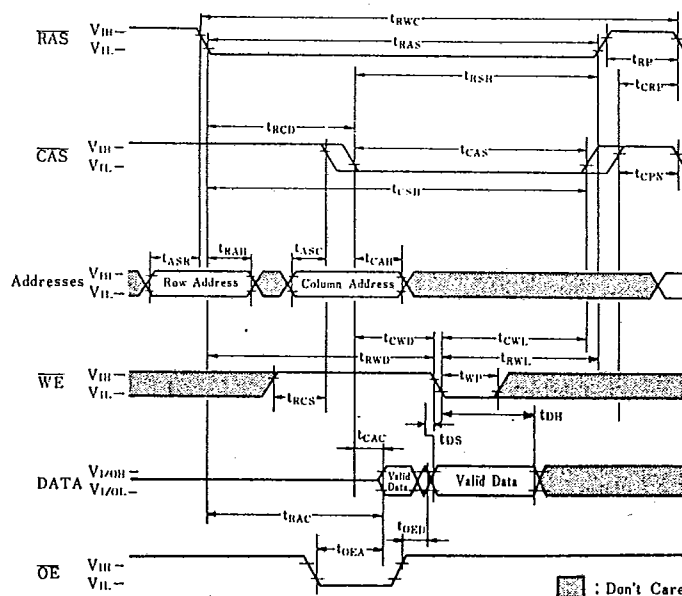 tRWC
RAS VIH VIL tRAS
tRP
tRSH tCRP
tRCD
CAS VIH VIL tCAS tCPN
tCSH
tASR tRAH tASC tCAH
Addresses VIH VIL Row Address Column Address
tCWD tCWL
tRWD tRWL
WE VIH VIL tWP
tRCS tDH
tCAC tDS
DATA VI/OH VI/OL Valid Data Valid Data
tRAC tOED
tOEA
OE VIH VIL
: Don't Care